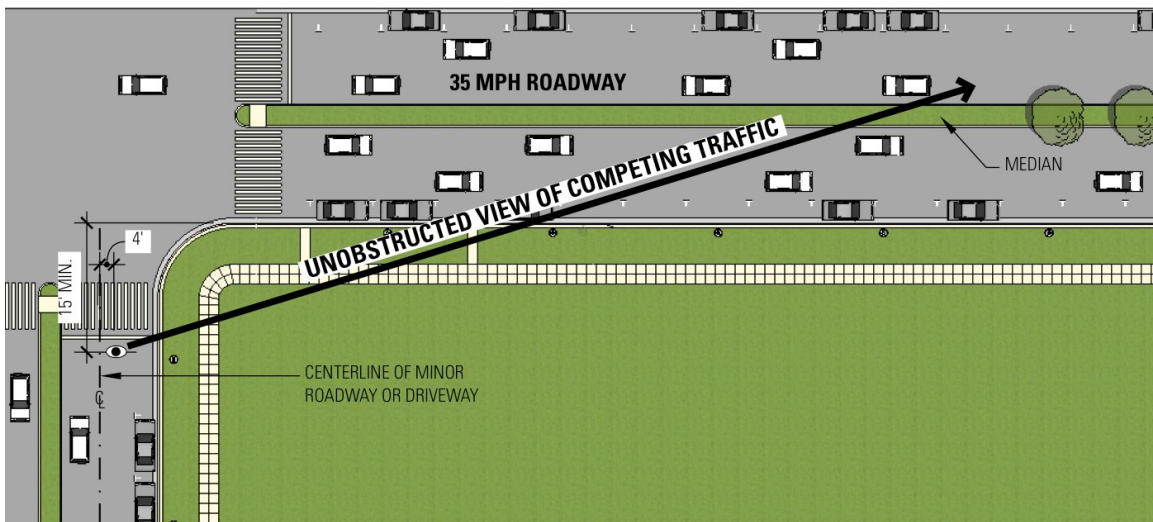 35 MPH ROADWAY
UNOBSTRUCTED VIEW OF COMPETING TRAFFIC
MEDIAN
4'
15' MIN.
CENTERLINE OF MINOR
ROADWAY OR DRIVEWAY
℄